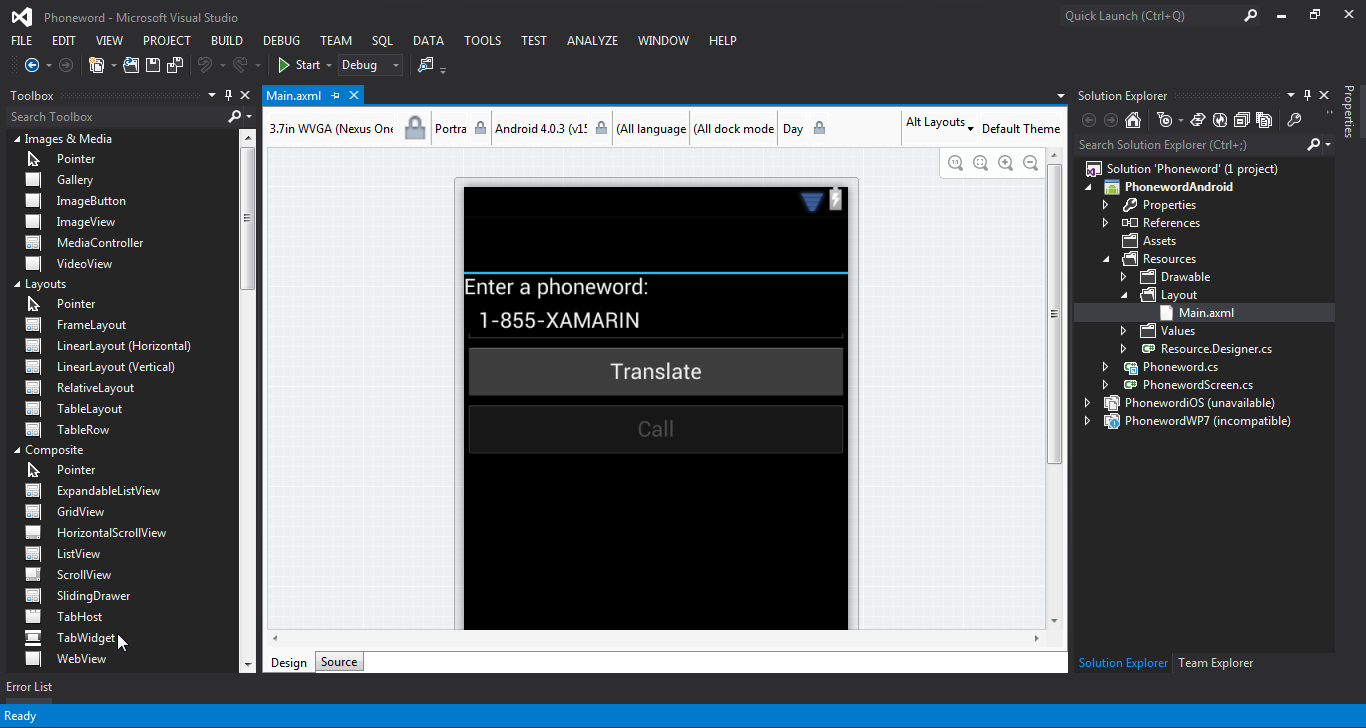 Phoneword - Microsoft Visual Studio
Quick Launch (Ctrl+Q)
FILE EDIT VIEW PROJECT BUILD DEBUG TEAM SQL DATA TOOLS TEST ANALYZE WINDOW HELP
Start Debug
Toolbox
Search Toolbox
Images & Media
Pointer
Gallery
ImageButton
ImageView
MediaController
VideoView
Layouts
Pointer
FrameLayout
LinearLayout (Horizontal)
LinearLayout (Vertical)
RelativeLayout
TableLayout
TableRow
Composite
Pointer
ExpandableListView
GridView
HorizontalScrollView
ListView
ScrollView
SlidingDrawer
TabHost
TabWidget
WebView
Main.axml
3.7in WVGA (Nexus One Portra Android 4.0.3 (v15 (All language (All dock mode Day Alt Layouts Default Theme
1:1
Enter a phoneword:
1-855-XAMARIN
Translate
Call
Design Source
Solution Explorer
Search Solution Explorer (Ctrl+;)
Solution 'Phoneword' (1 project)
PhonewordAndroid
Properties
References
Assets
Resources
Drawable
Layout
Main.axml
Values
Resource.Designer.cs
Phoneword.cs
PhonewordScreen.cs
PhonewordiOS (unavailable)
PhonewordWP7 (incompatible)
Solution Explorer Team Explorer
Properties
Error List
Ready